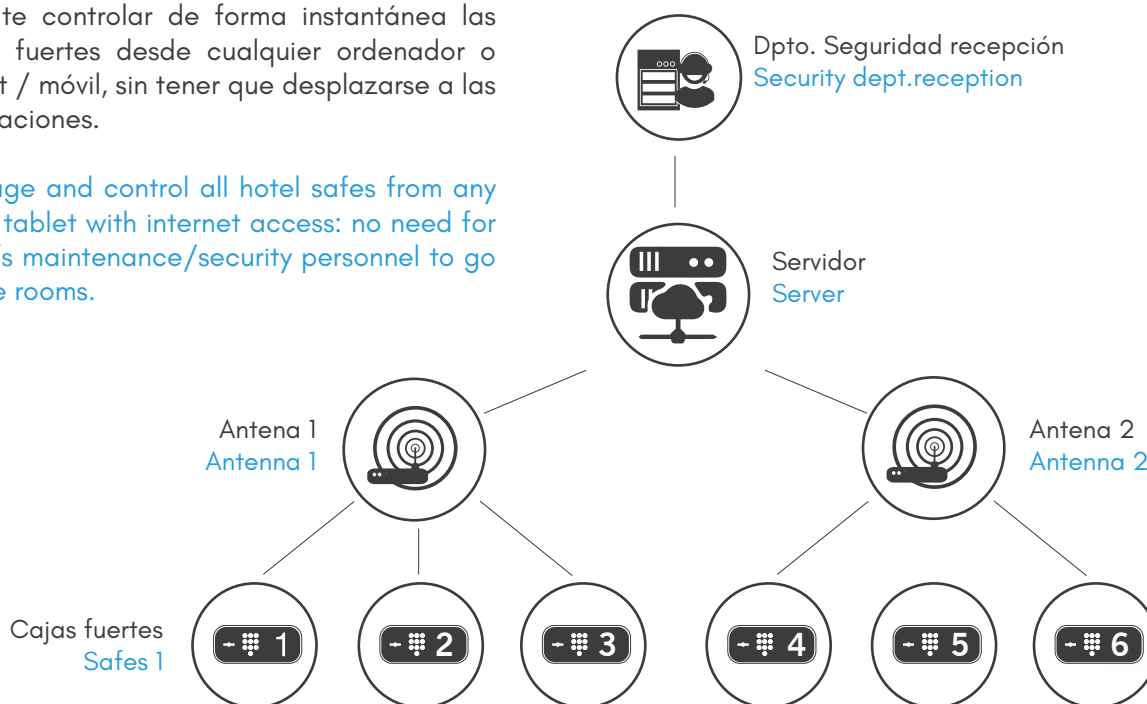 te controlar de forma instantánea las
fuertes desde cualquier ordenador o
t / móvil, sin tener que desplazarse a las
aciones.
age and control all hotel safes from any
tablet with internet access: no need for
's maintenance/security personnel to go
e rooms.
Dpto. Seguridad recepción
Security dept.reception
Servidor
Server
Antena 1
Antenna 1
Antena 2
Antenna 2
Cajas fuertes
Safes 1
1
2
3
4
5
6